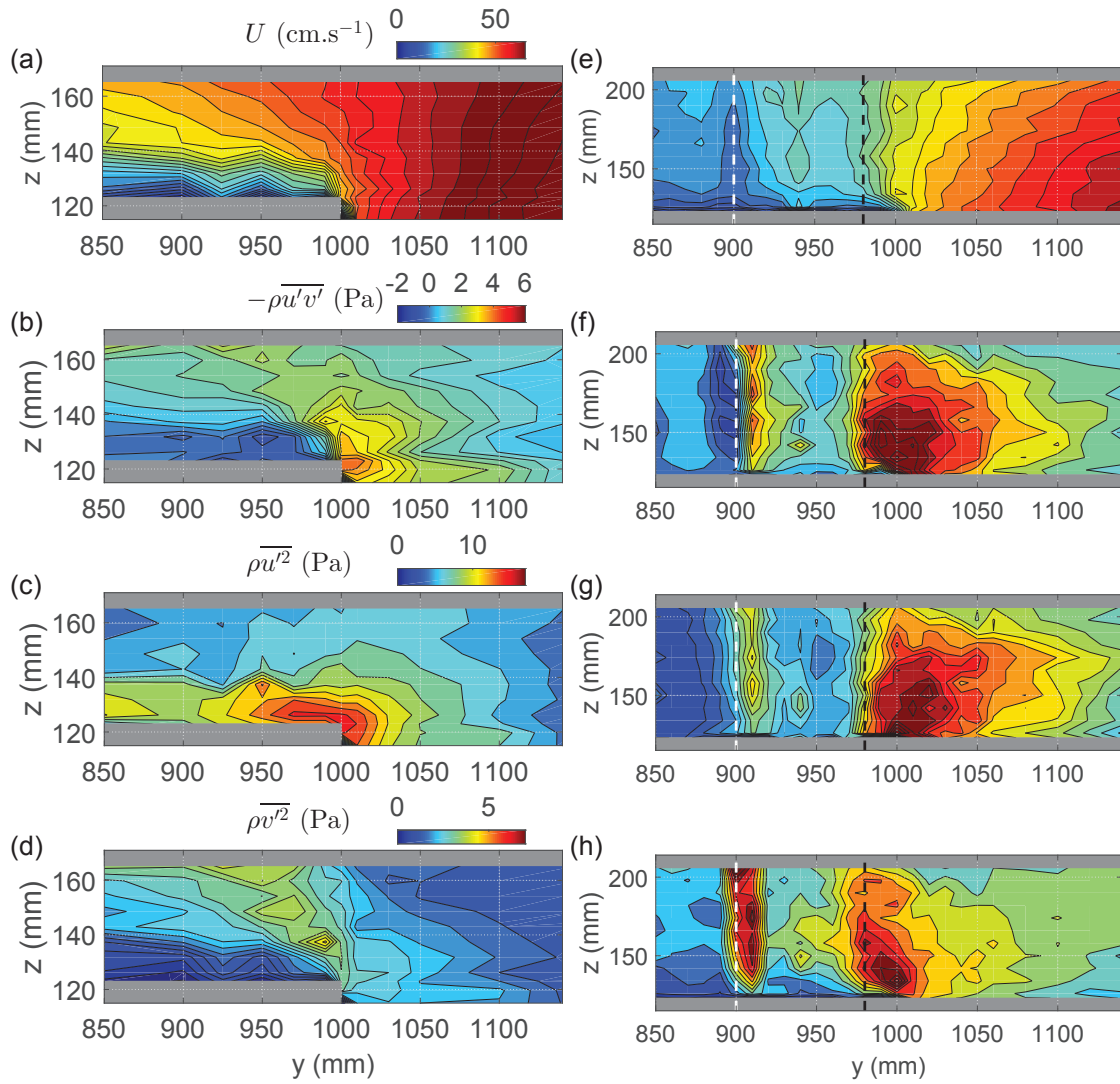 U (cm.s⁻¹) 0 50
(a) (e)
z (mm) 160 140 120
z (mm) 200 150
850 900 950 1000 1050 1100
850 900 950 1000 1050 1100
−ρu′v′ (Pa) -2 0 2 4 6
(b) (f)
z (mm) 160 140 120
z (mm) 200 150
850 900 950 1000 1050 1100
850 900 950 1000 1050 1100
ρu′² (Pa) 0 10
(c) (g)
z (mm) 160 140 120
z (mm) 200 150
850 900 950 1000 1050 1100
850 900 950 1000 1050 1100
ρv′² (Pa) 0 5
(d) (h)
z (mm) 160 140 120
z (mm) 200 150
850 900 950 1000 1050 1100
850 900 950 1000 1050 1100
y (mm) y (mm)